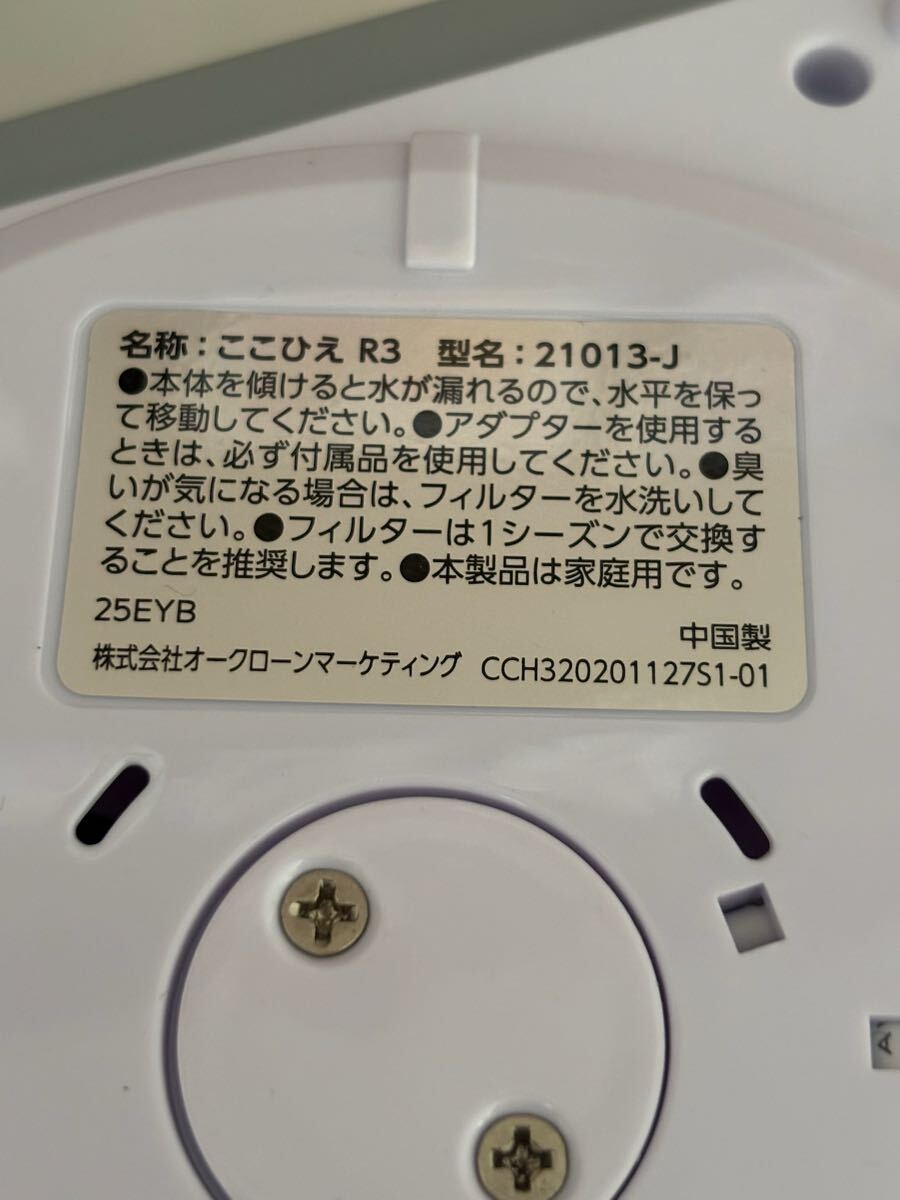 名称：ここひえ R3　型名：21013-J
●本体を傾けると水が漏れるので、水平を保っ
て移動してください。●アダプターを使用する
ときは、必ず付属品を使用してください。●臭
いが気になる場合は、フィルターを水洗いして
ください。●フィルターは1シーズンで交換す
ることを推奨します。●本製品は家庭用です。
25EYB
中国製
株式会社オークローンマーケティング CCH320201127S1-01
A